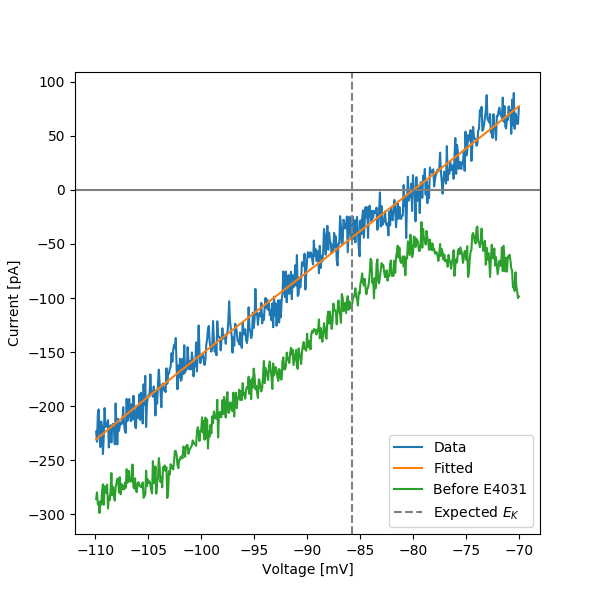 100
50
0
−50
−100
−150
−200
−250
−300
Current [pA]
−110 −105 −100 −95 −90 −85 −80 −75 −70
Voltage [mV]
Data
Fitted
Before E4031
Expected E_K